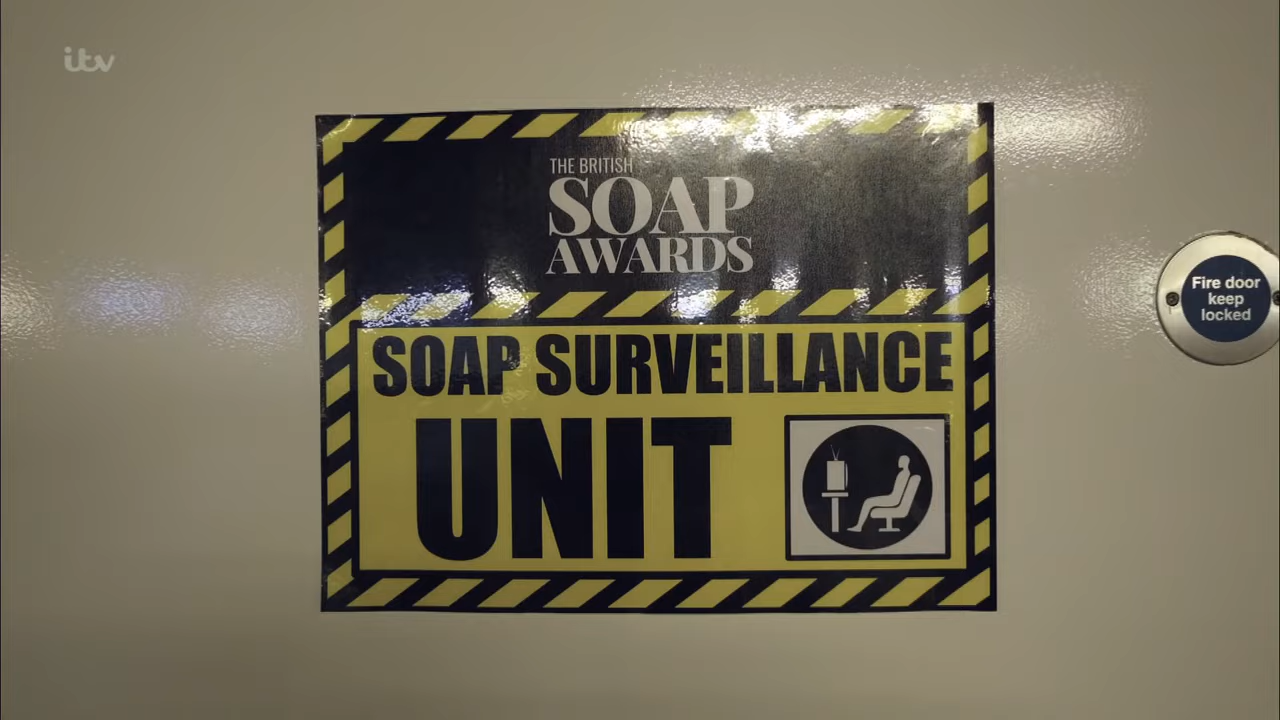 itv
THE BRITISH
SOAP
AWARDS
SOAP SURVEILLANCE
UNIT
Fire door
keep
locked